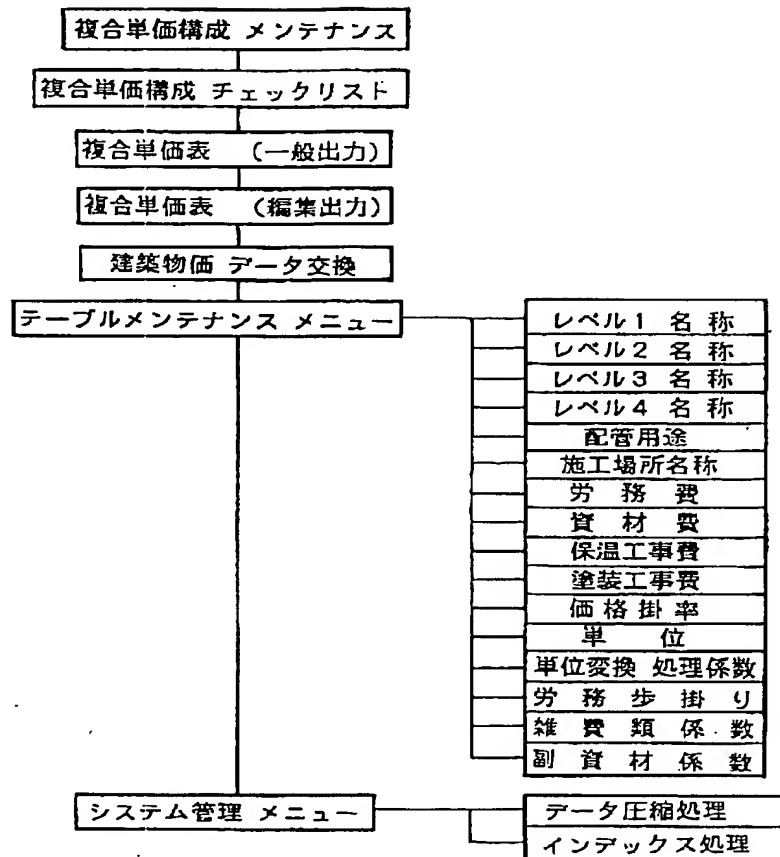 複合単価構成 メンテナンス
複合単価構成 チェックリスト
複合単価表 (一般出力)
複合単価表 (編集出力)
建築物価 データ交換
テーブルメンテナンス メニュー
レベル1 名称
レベル2 名称
レベル3 名称
レベル4 名称
配管用途
施工場所名称
労務費
資材費
保温工事費
塗装工事費
価格掛率
単位
単位変換 処理係数
労務歩掛り
雑費類係数
副資材係数
システム管理 メニュー
データ圧縮処理
インデックス処理